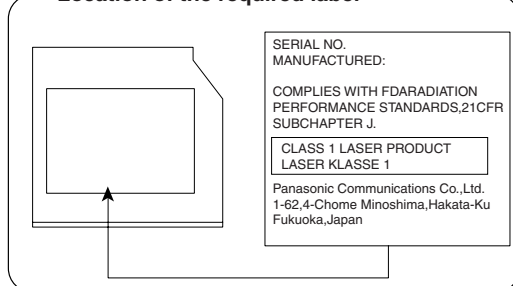 Location of the required label
SERIAL NO.
MANUFACTURED:
COMPLIES WITH FDARADIATION
PERFORMANCE STANDARDS,21CFR
SUBCHAPTER J.
CLASS 1 LASER PRODUCT
LASER KLASSE 1
Panasonic Communications Co.,Ltd.
1-62,4-Chome Minoshima,Hakata-Ku
Fukuoka,Japan